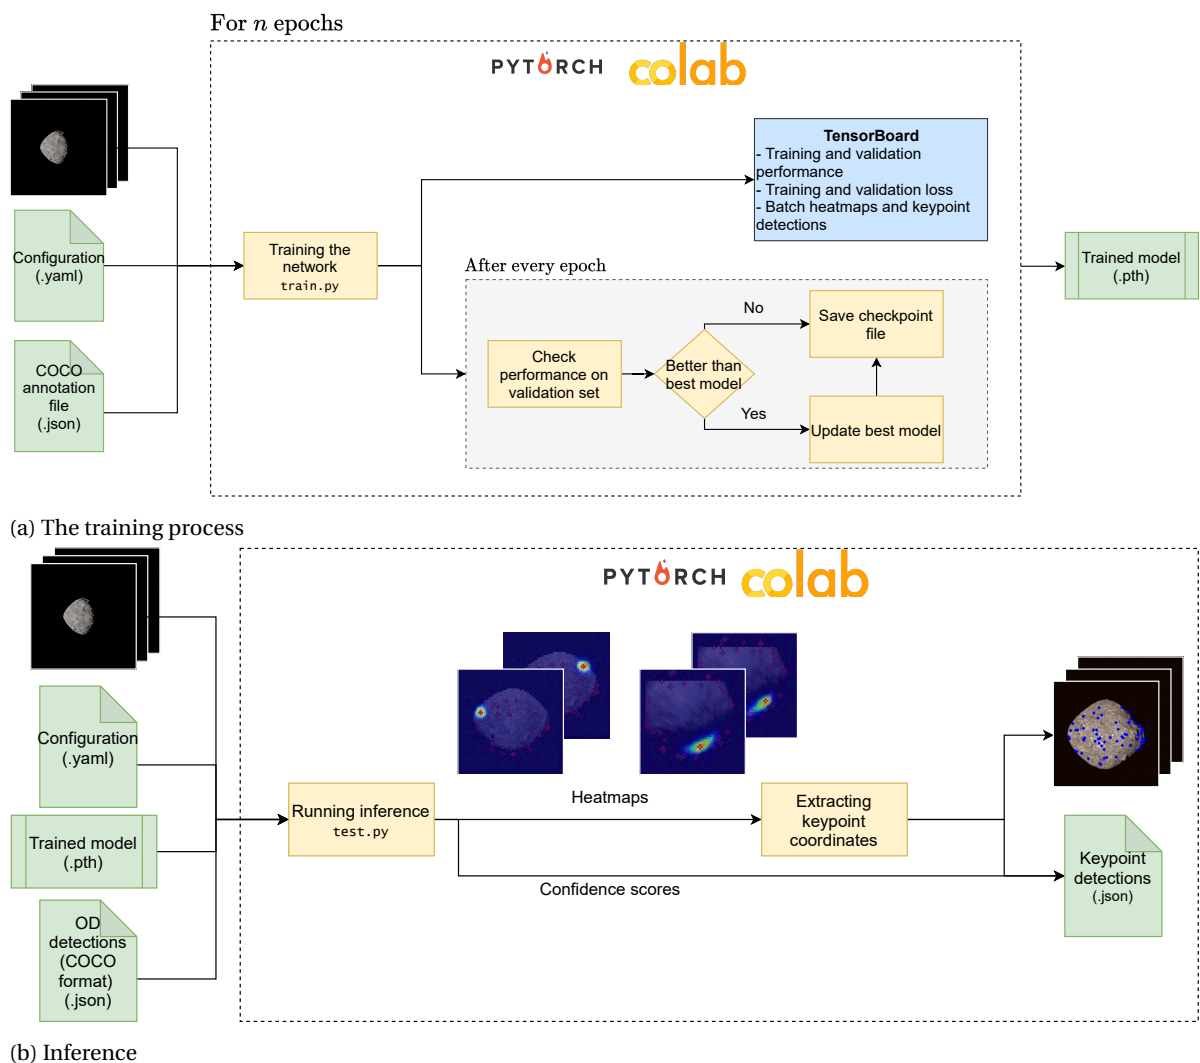 For n epochs
PYTORCH colab
TensorBoard
- Training and validation
performance
- Training and validation loss
- Batch heatmaps and keypoint
detections
Configuration
(.yaml)
Training the
network
train.py
After every epoch
Trained model
(.pth)
No
Save checkpoint
file
Check
performance on
validation set
Better than
best model
COCO
annotation
file
(.json)
Yes
Update best model
(a) The training process
PYTORCH colab
Configuration
(.yaml)
Heatmaps
Running inference
test.py
Extracting
keypoint
coordinates
Trained model
(.pth)
Keypoint
detections
(.json)
Confidence scores
OD
detections
(COCO
format)
(.json)
(b) Inference